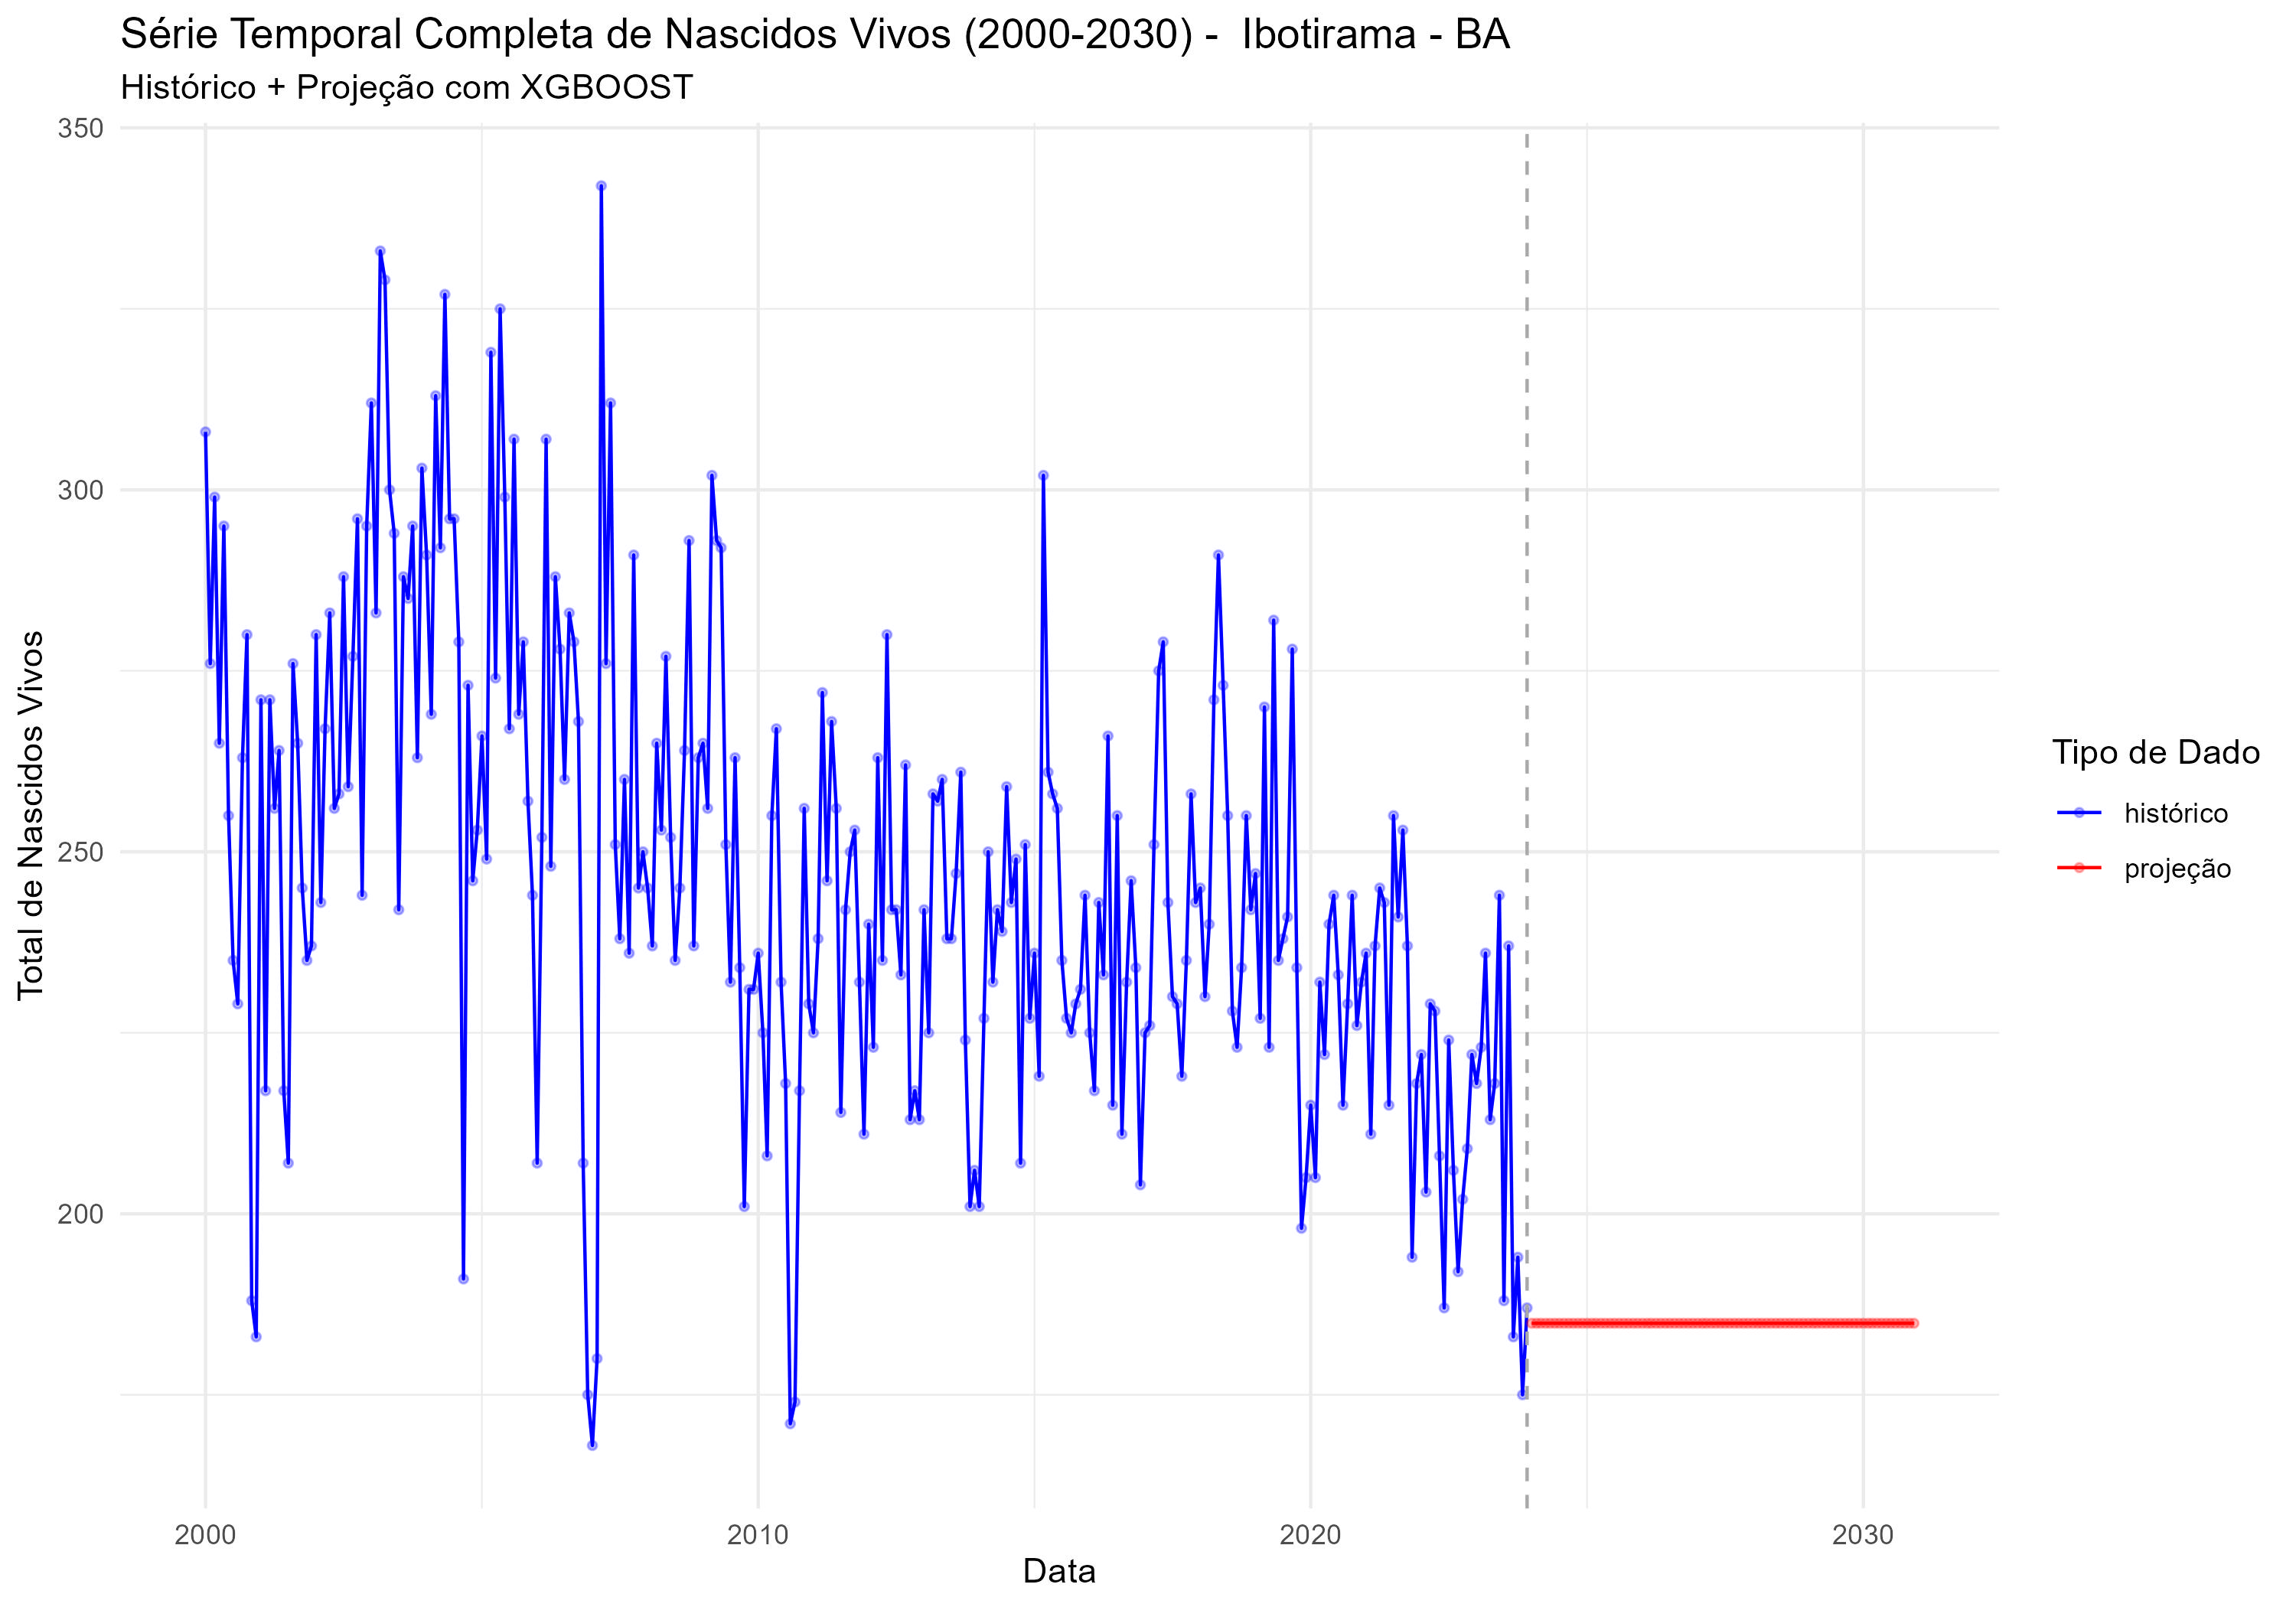 Série Temporal Completa de Nascidos Vivos (2000-2030) -  Ibotirama - BA
Histórico + Projeção com XGBOOST
350
300
250
200
Total de Nascidos Vivos
2000
2010
2020
2030
Data
Tipo de Dado
histórico
projeção